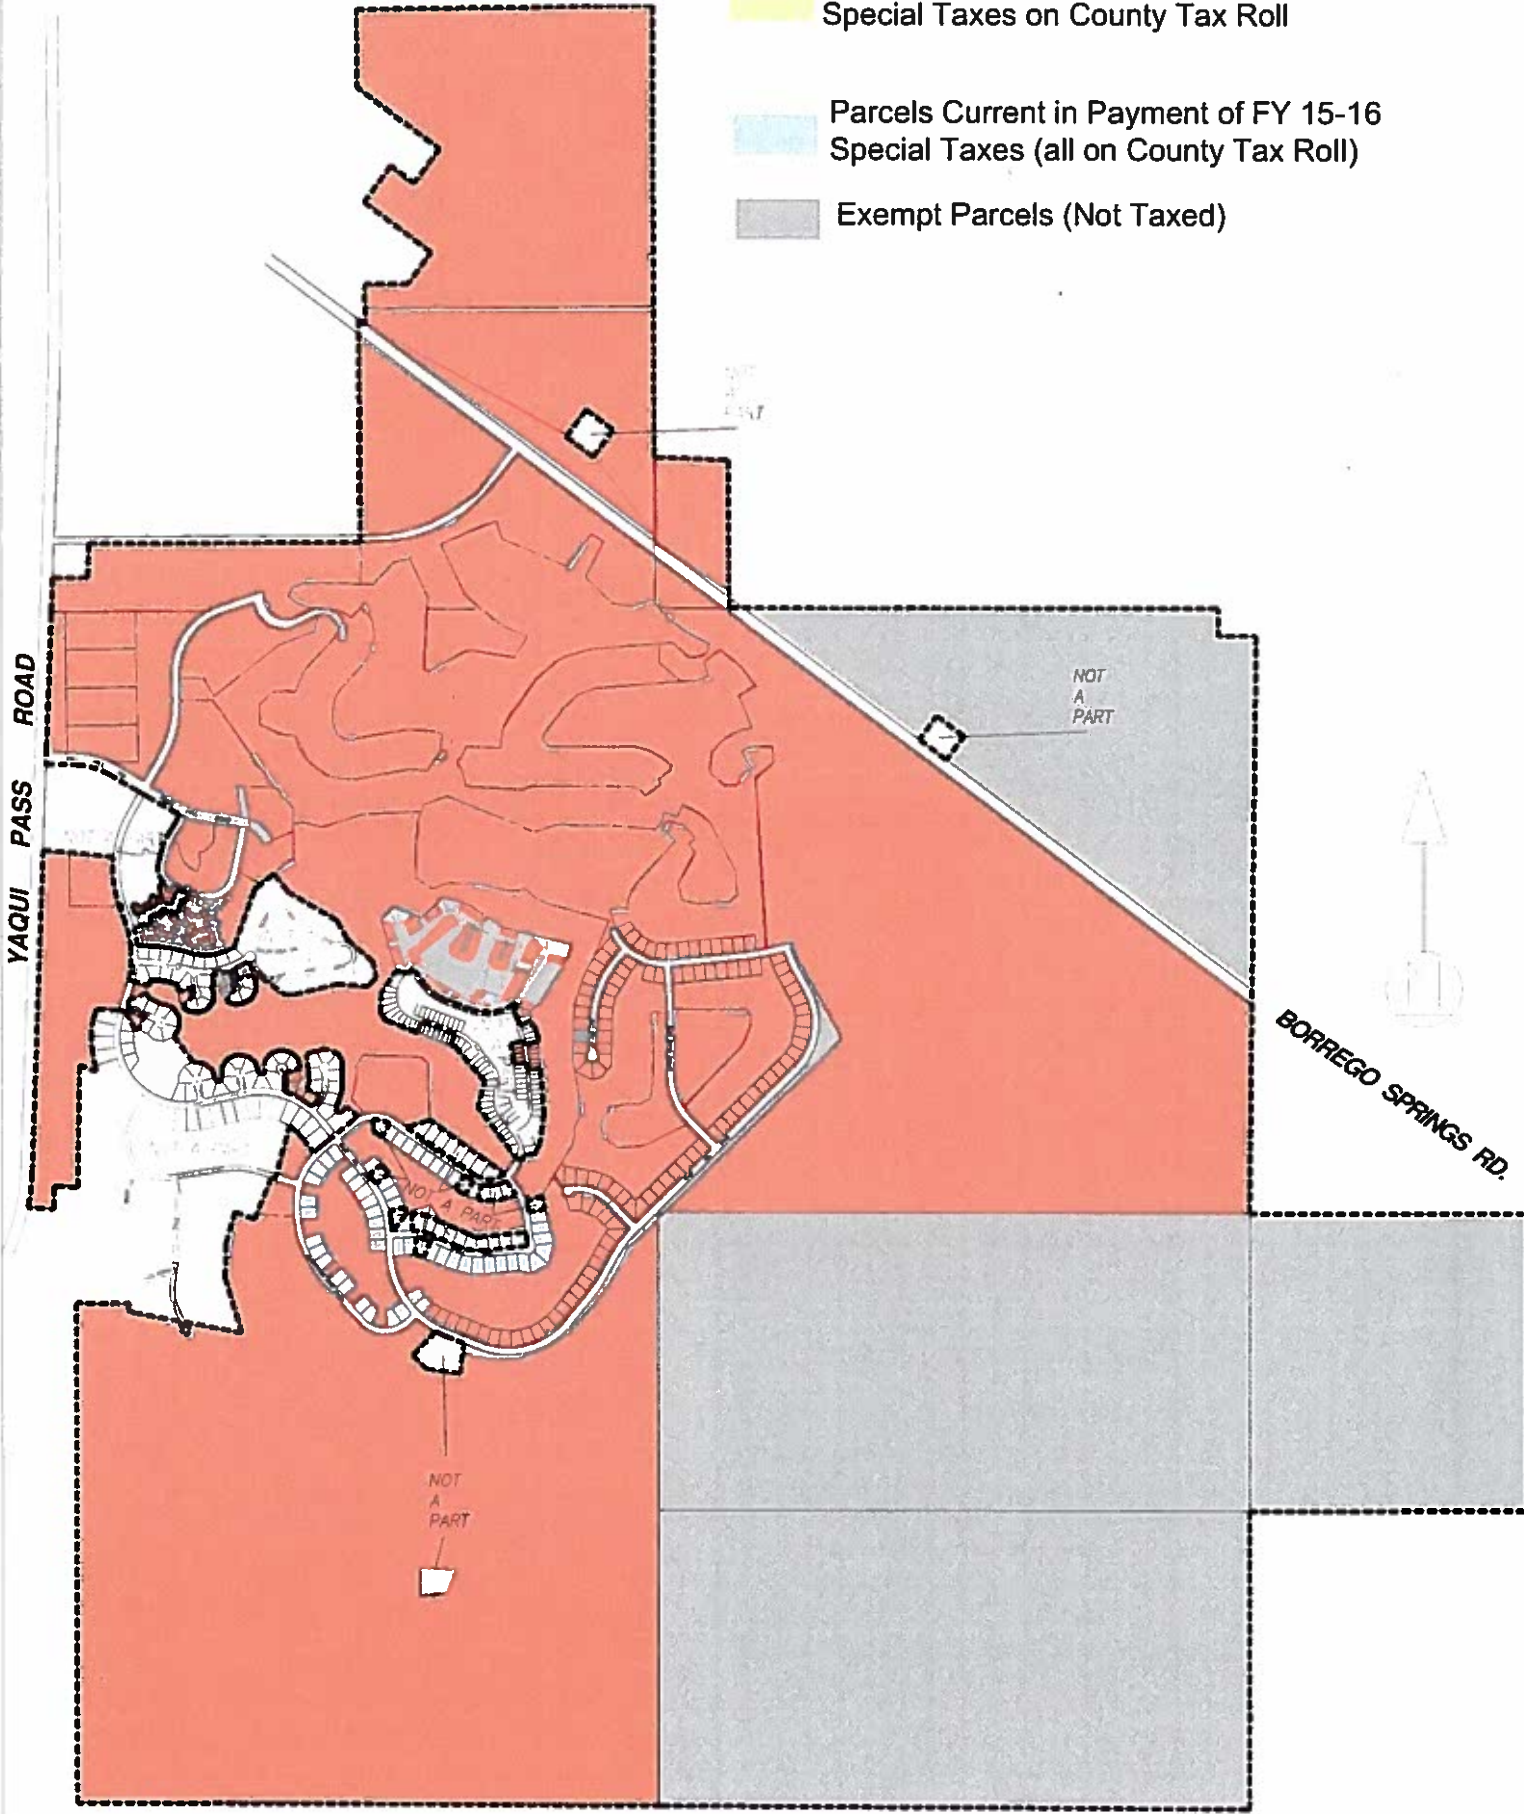 Special Taxes on County Tax Roll
Parcels Current in Payment of FY 15-16
Special Taxes (all on County Tax Roll)
Exempt Parcels (Not Taxed)
NOT
A
PART
YAQUI PASS ROAD
BORREGO SPRINGS RD.
NOT A PART
NOT
A
PART